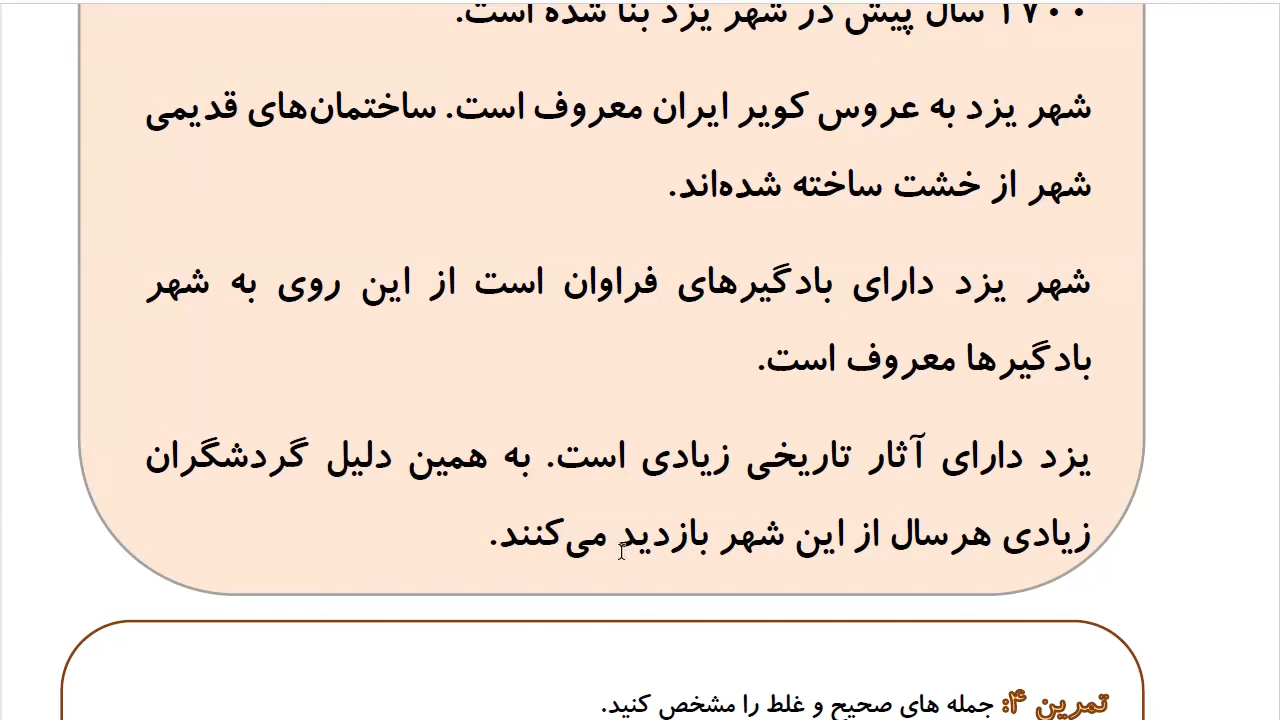 ۱۷۰۰ سال پیش در شهر یزد بنا شده است.
شهر یزد به عروس کویر ایران معروف است. ساختمان‌های قدیمی
شهر از خشت ساخته شده‌اند.
شهر یزد دارای بادگیرهای فراوان است از این روی به شهر
بادگیرها معروف است.
یزد دارای آثار تاریخی زیادی است. به همین دلیل گردشگران
زیادی هرسال از این شهر بازدید می‌کنند.
تمرین ۴: جمله های صحیح و غلط را مشخص کنید.